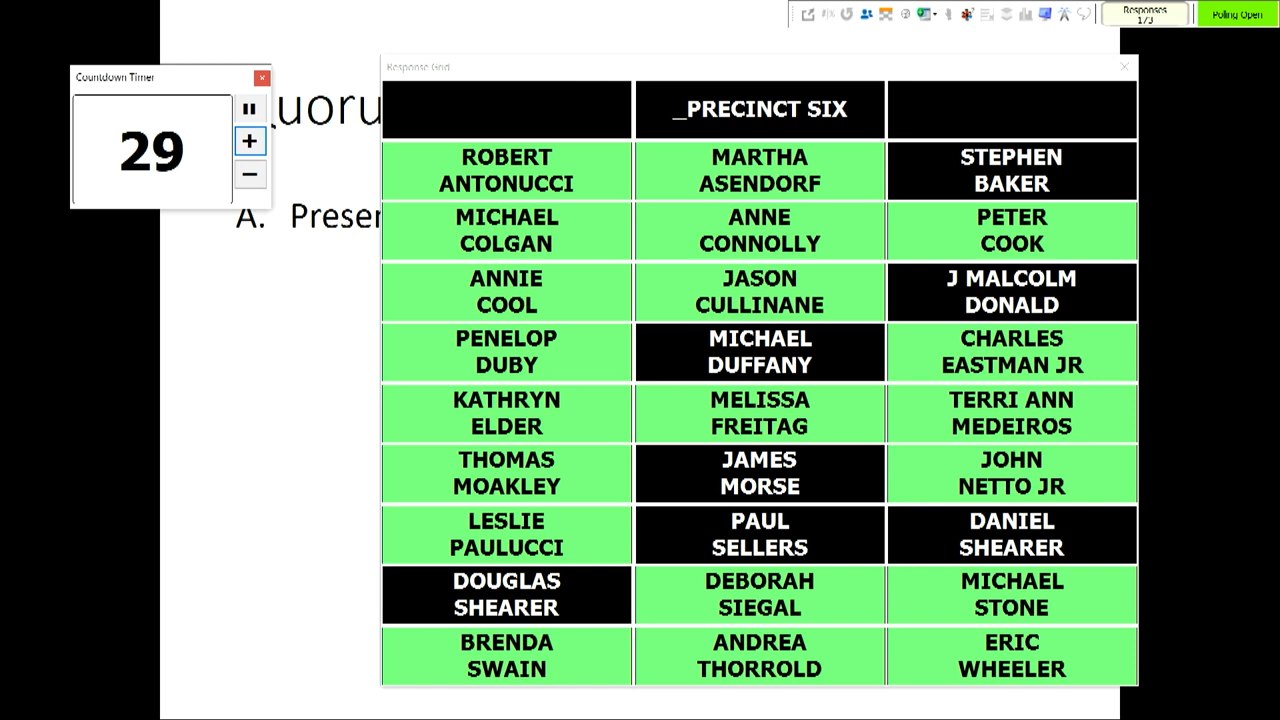 Responses
173
Polling Open
Countdown Timer
29
Response Grid
_PRECINCT SIX
ROBERT
ANTONUCCI
MARTHA
ASENDORF
STEPHEN
BAKER
MICHAEL
COLGAN
ANNE
CONNOLLY
PETER
COOK
ANNIE
COOL
JASON
CULLINANE
J MALCOLM
DONALD
PENELOP
DUBY
MICHAEL
DUFFANY
CHARLES
EASTMAN JR
KATHRYN
ELDER
MELISSA
FREITAG
TERRI ANN
MEDEIROS
THOMAS
MOAKLEY
JAMES
MORSE
JOHN
NETTO JR
LESLIE
PAULUCCI
PAUL
SELLERS
DANIEL
SHEARER
DOUGLAS
SHEARER
DEBORAH
SIEGAL
MICHAEL
STONE
BRENDA
SWAIN
ANDREA
THORROLD
ERIC
WHEELER
uoru
A. Presen